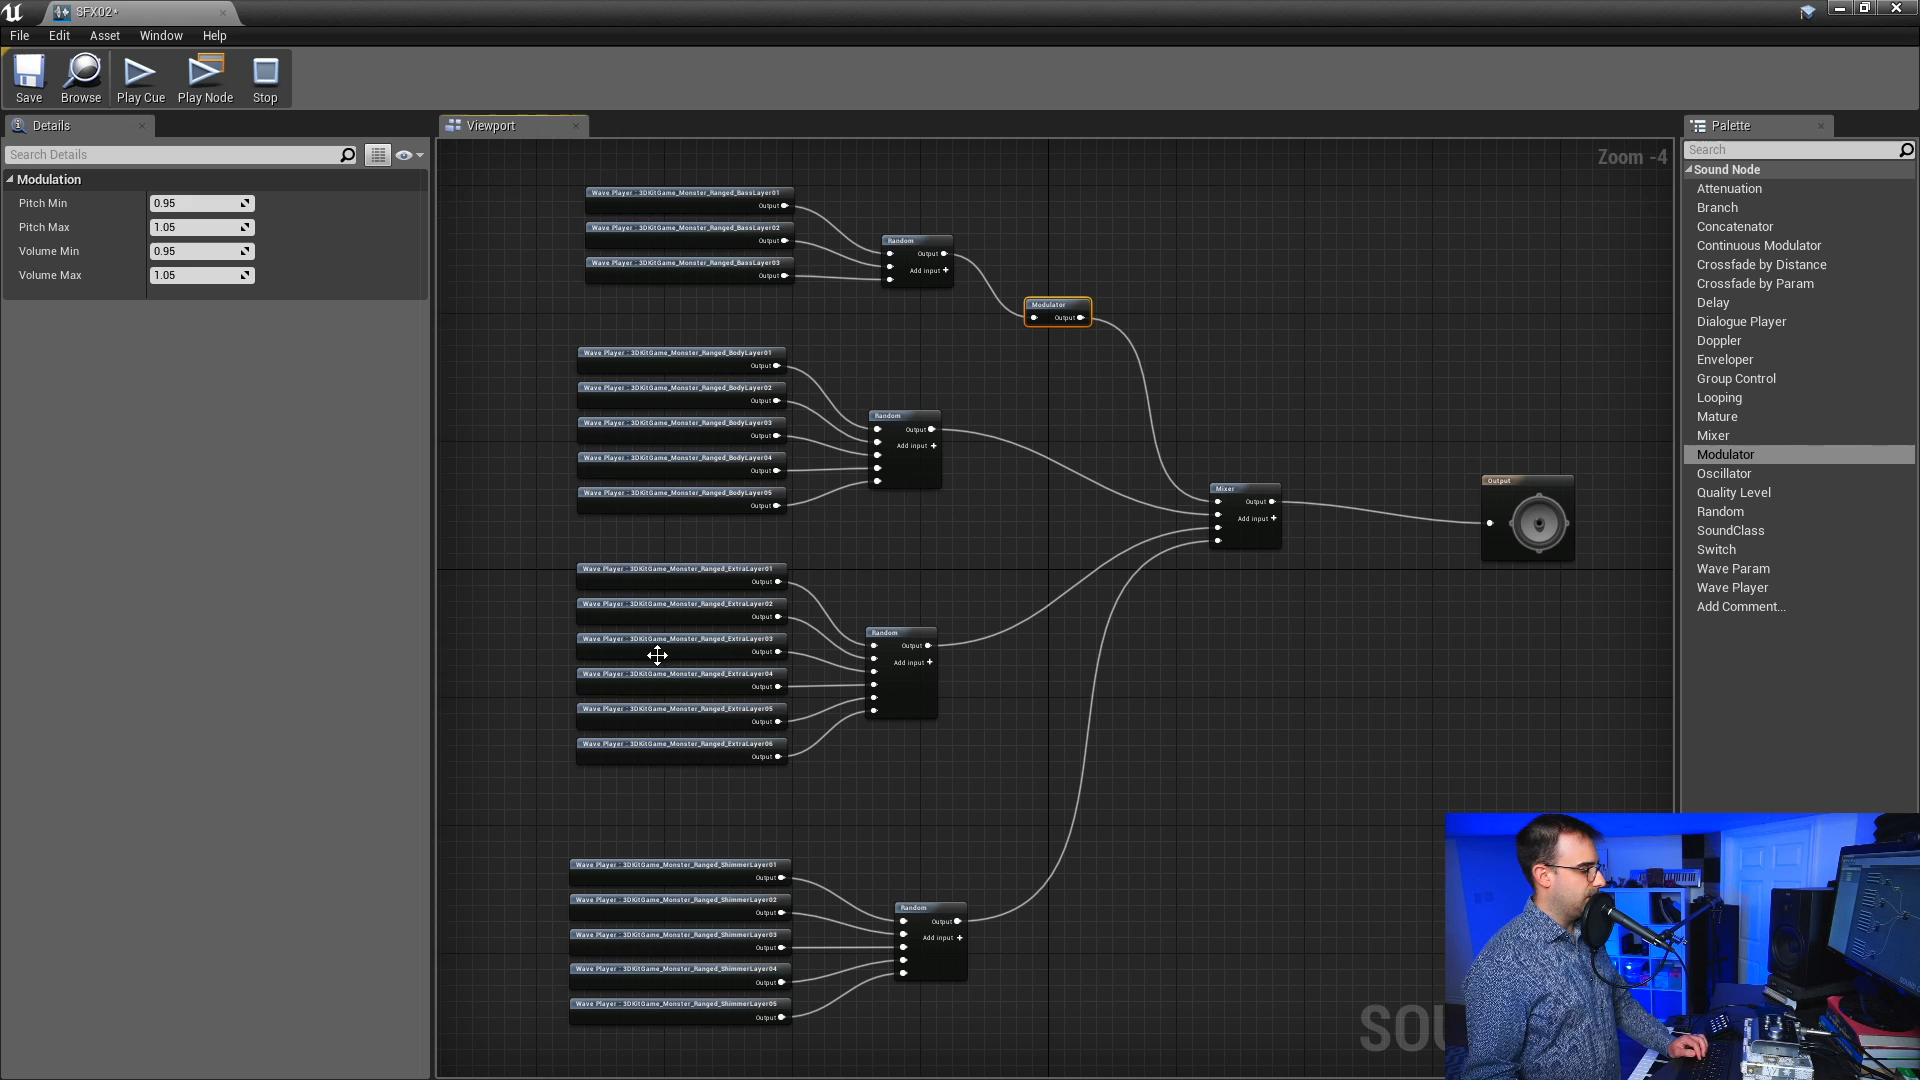 SFX02*
File Edit Asset Window Help
Save Browse Play Cue Play Node Stop
Details
Search Details
Modulation
Pitch Min 0.95
Pitch Max 1.05
Volume Min 0.95
Volume Max 1.05
Viewport
Zoom -4
Wave Player : 3DKitGame_Monster_Ranged_BassLayer01
Output
Wave Player : 3DKitGame_Monster_Ranged_BassLayer02
Output
Wave Player : 3DKitGame_Monster_Ranged_BassLayer03
Output
Random
Output
Add input +
Modulator
Output
Wave Player : 3DKitGame_Monster_Ranged_BodyLayer01
Output
Wave Player : 3DKitGame_Monster_Ranged_BodyLayer02
Output
Wave Player : 3DKitGame_Monster_Ranged_BodyLayer03
Output
Wave Player : 3DKitGame_Monster_Ranged_BodyLayer04
Output
Wave Player : 3DKitGame_Monster_Ranged_BodyLayer05
Output
Random
Output
Add input +
Mixer
Output
Add input +
Output
Wave Player : 3DKitGame_Monster_Ranged_ExtraLayer01
Output
Wave Player : 3DKitGame_Monster_Ranged_ExtraLayer02
Output
Wave Player : 3DKitGame_Monster_Ranged_ExtraLayer03
Output
Wave Player : 3DKitGame_Monster_Ranged_ExtraLayer04
Output
Wave Player : 3DKitGame_Monster_Ranged_ExtraLayer05
Output
Wave Player : 3DKitGame_Monster_Ranged_ExtraLayer06
Output
Random
Output
Add input +
Wave Player : 3DKitGame_Monster_Ranged_ShimmerLayer01
Output
Wave Player : 3DKitGame_Monster_Ranged_ShimmerLayer02
Output
Wave Player : 3DKitGame_Monster_Ranged_ShimmerLayer03
Output
Wave Player : 3DKitGame_Monster_Ranged_ShimmerLayer04
Output
Wave Player : 3DKitGame_Monster_Ranged_ShimmerLayer05
Output
Random
Output
Add input +
SOU
Palette
Search
Sound Node
Attenuation
Branch
Concatenator
Continuous Modulator
Crossfade by Distance
Crossfade by Param
Delay
Dialogue Player
Doppler
Enveloper
Group Control
Looping
Mature
Mixer
Modulator
Oscillator
Quality Level
Random
SoundClass
Switch
Wave Param
Wave Player
Add Comment...